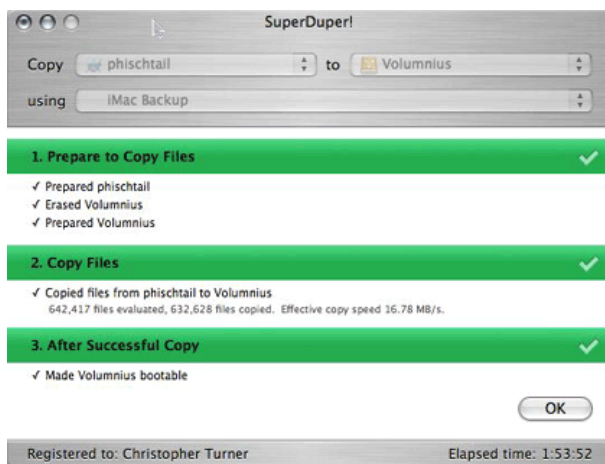 SuperDuper!
Copy phischtail to Volumnius
using iMac Backup
1. Prepare to Copy Files ✓
✓ Prepared phischtail
✓ Erased Volumnius
✓ Prepared Volumnius
2. Copy Files ✓
✓ Copied files from phischtail to Volumnius
642,417 files evaluated, 632,628 files copied. Effective copy speed 16.78 MB/s.
3. After Successful Copy ✓
✓ Made Volumnius bootable
OK
Registered to: Christopher Turner Elapsed time: 1:53:52